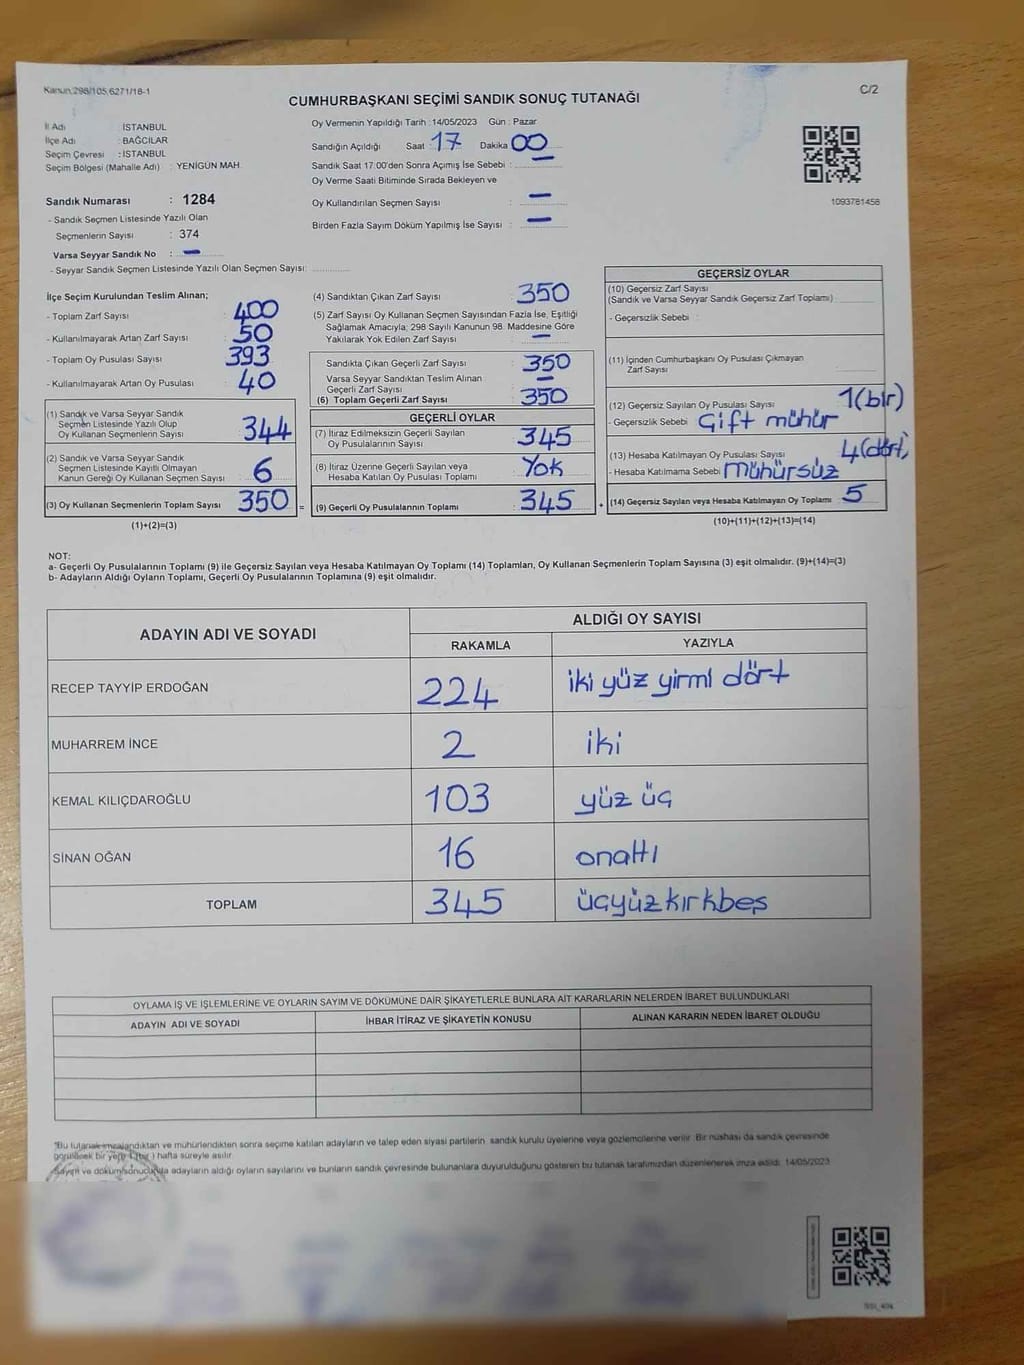 Kanun:298/105,6271/18-1
C/2
CUMHURBAŞKANI SEÇİMİ SANDIK SONUÇ TUTANAĞI
İl Adı : İSTANBUL
İlçe Adı : BAĞCILAR
Seçim Çevresi : İSTANBUL
Seçim Bölgesi (Mahalle Adı) : YENİGÜN MAH.
Sandık Numarası : 1284
- Sandık Seçmen Listesinde Yazılı Olan
Seçmenlerin Sayısı : 374
Varsa Seyyar Sandık No : —
- Seyyar Sandık Seçmen Listesinde Yazılı Olan Seçmen Sayısı: ............
Oy Vermenin Yapıldığı Tarih : 14/05/2023 Gün : Pazar
Sandığın Açıldığı Saat : 17 Dakika 00
Sandık Saat 17:00'den Sonra Açımış İse Sebebi : —
Oy Verme Saati Bitiminde Sırada Bekleyen ve
Oy Kullandırılan Seçmen Sayısı : —
Birden Fazla Sayım Döküm Yapılmış İse Sayısı : —
1093781458
İlçe Seçim Kurulundan Teslim Alınan;
- Toplam Zarf Sayısı : 400
- Kullanılmayarak Artan Zarf Sayısı : 50
- Toplam Oy Pusulası Sayısı : 393
- Kullanılmayarak Artan Oy Pusulası : 40
(1) Sandık ve Varsa Seyyar Sandık
Seçmen Listesinde Yazılı Olup
Oy Kullanan Seçmenlerin Sayısı 344
(2) Sandık ve Varsa Seyyar Sandık
Seçmen Listesinde Kayıtlı Olmayan
Kanun Gereği Oy Kullanan Seçmen Sayısı 6
(3) Oy Kullanan Seçmenlerin Toplam Sayısı 350 =
(1)+(2)=(3)
(4) Sandıktan Çıkan Zarf Sayısı : 350
(5) Zarf Sayısı Oy Kullanan Seçmen Sayısından Fazla İse, Eşitliği
Sağlamak Amacıyla, 298 Sayılı Kanunun 98. Maddesine Göre
Yakılarak Yok Edilen Zarf Sayısı : —
Sandıkta Çıkan Geçerli Zarf Sayısı : 350
Varsa Seyyar Sandıktan Teslim Alınan
Geçerli Zarf Sayısı : —
(6) Toplam Geçerli Zarf Sayısı : 350
GEÇERLİ OYLAR
(7) İtiraz Edilmeksizin Geçerli Sayılan
Oy Pusulalarının Sayısı : 345
(8) İtiraz Üzerine Geçerli Sayılan veya
Hesaba Katılan Oy Pusulası Toplamı : Yok
(9) Geçerli Oy Pusulalarının Toplamı : 345 +
GEÇERSİZ OYLAR
(10) Geçersiz Zarf Sayısı
(Sandık ve Varsa Seyyar Sandık Geçersiz Zarf Toplamı)
- Geçersizlik Sebebi :
(11) İçinden Cumhurbaşkanı Oy Pusulası Çıkmayan
Zarf Sayısı
(12) Geçersiz Sayılan Oy Pusulası Sayısı 1(bir)
- Geçersizlik Sebebi Çift mühür
(13) Hesaba Katılmayan Oy Pusulası Sayısı 4(dört)
- Hesaba Katılmama Sebebi mühürsüz
(14) Geçersiz Sayılan veya Hesaba Katılmayan Oy Toplamı 5
(10)+(11)+(12)+(13)=(14)
NOT:
a- Geçerli Oy Pusulalarının Toplamı (9) ile Geçersiz Sayılan veya Hesaba Katılmayan Oy Toplamı (14) Toplamları, Oy Kullanan Seçmenlerin Toplam Sayısına (3) eşit olmalıdır. (9)+(14)=(3)
b- Adayların Aldığı Oyların Toplamı, Geçerli Oy Pusulalarının Toplamına (9) eşit olmalıdır.
ADAYIN ADI VE SOYADI
ALDIĞI OY SAYISI
RAKAMLA YAZIYLA
RECEP TAYYİP ERDOĞAN 224 iki yüz yirmi dört
MUHARREM İNCE 2 iki
KEMAL KILIÇDAROĞLU 103 yüz üç
SİNAN OĞAN 16 onaltı
TOPLAM 345 üçyüzkırkbeş
OYLAMA İŞ VE İŞLEMLERİNE VE OYLARIN SAYIM VE DÖKÜMÜNE DAİR ŞİKAYETLERLE BUNLARA AİT KARARLARIN NELERDEN İBARET BULUNDUKLARI
ADAYIN ADI VE SOYADI İHBAR İTİRAZ VE ŞİKAYETİN KONUSU ALINAN KARARIN NEDEN İBARET OLDUĞU
*Bu tutanak imzalandıktan ve mühürlendikten sonra seçime katılan adayların ve talep eden siyasi partilerin sandık kurulu üyelerine veya gözlemcilerine verilir. Bir nüshası da sandık çevresinde
görülecek bir yere 1 (bir) hafta süreyle asılır.
Sayım ve döküm sonucunda adayların aldığı oyların sayılarını ve bunların sandık çevresinde bulunanlara duyurulduğunu gösteren bu tutanak tarafımızdan düzenlenerek imza edildi. 14/05/2023